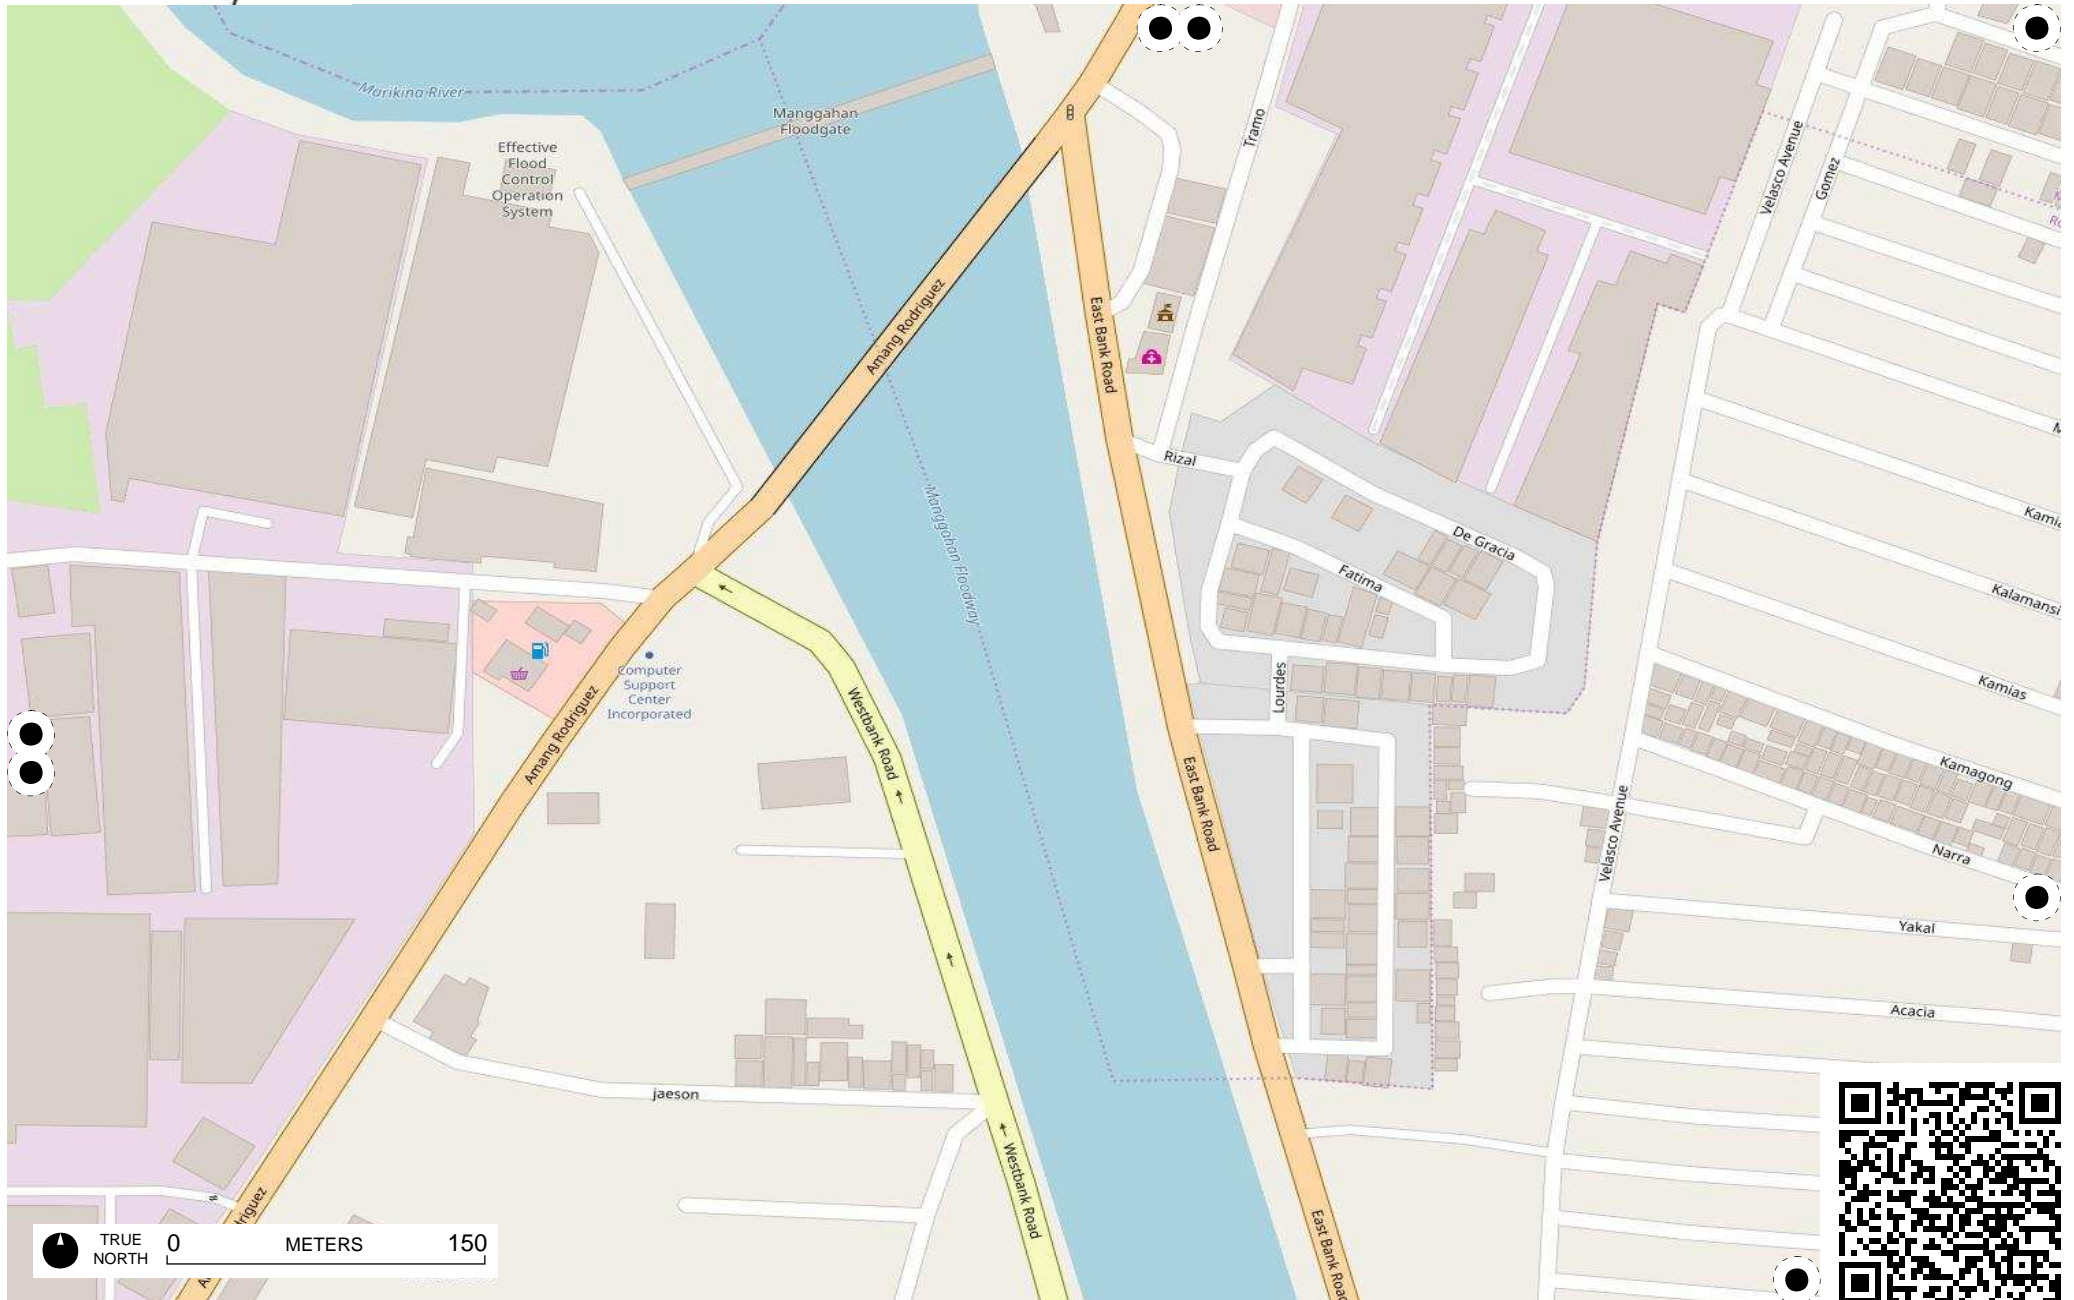 Marikina River
Manggahan
Floodgate
Effective
Flood
Control
Operation
System
Tramo
Velasco Avenue
Gomez
Amang Rodriguez
East Bank Road
Rizal
De Gracia
Fatima
Manggahan Floodway
Kalamansi
Kamias
Lourdes
Computer
Support
Center
Incorporated
Amang Rodriguez
Westbank Road
East Bank Road
Velasco Avenue
Kamagong
Narra
Yakal
Acacia
jaeson
Westbank Road
East Bank Road
TRUE
NORTH
0 METERS 150